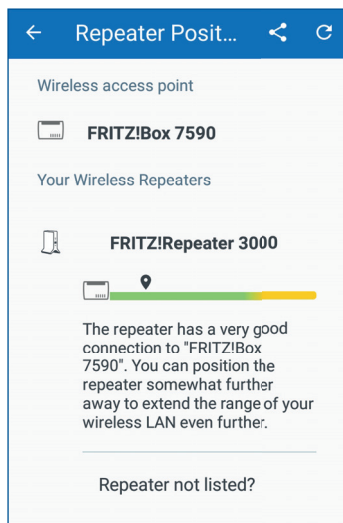 Repeater Posit...
Wireless access point
FRITZ!Box 7590
Your Wireless Repeaters
FRITZ!Repeater 3000
The repeater has a very good
connection to "FRITZ!Box
7590". You can position the
repeater somewhat further
away to extend the range of your
wireless LAN even further.
Repeater not listed?